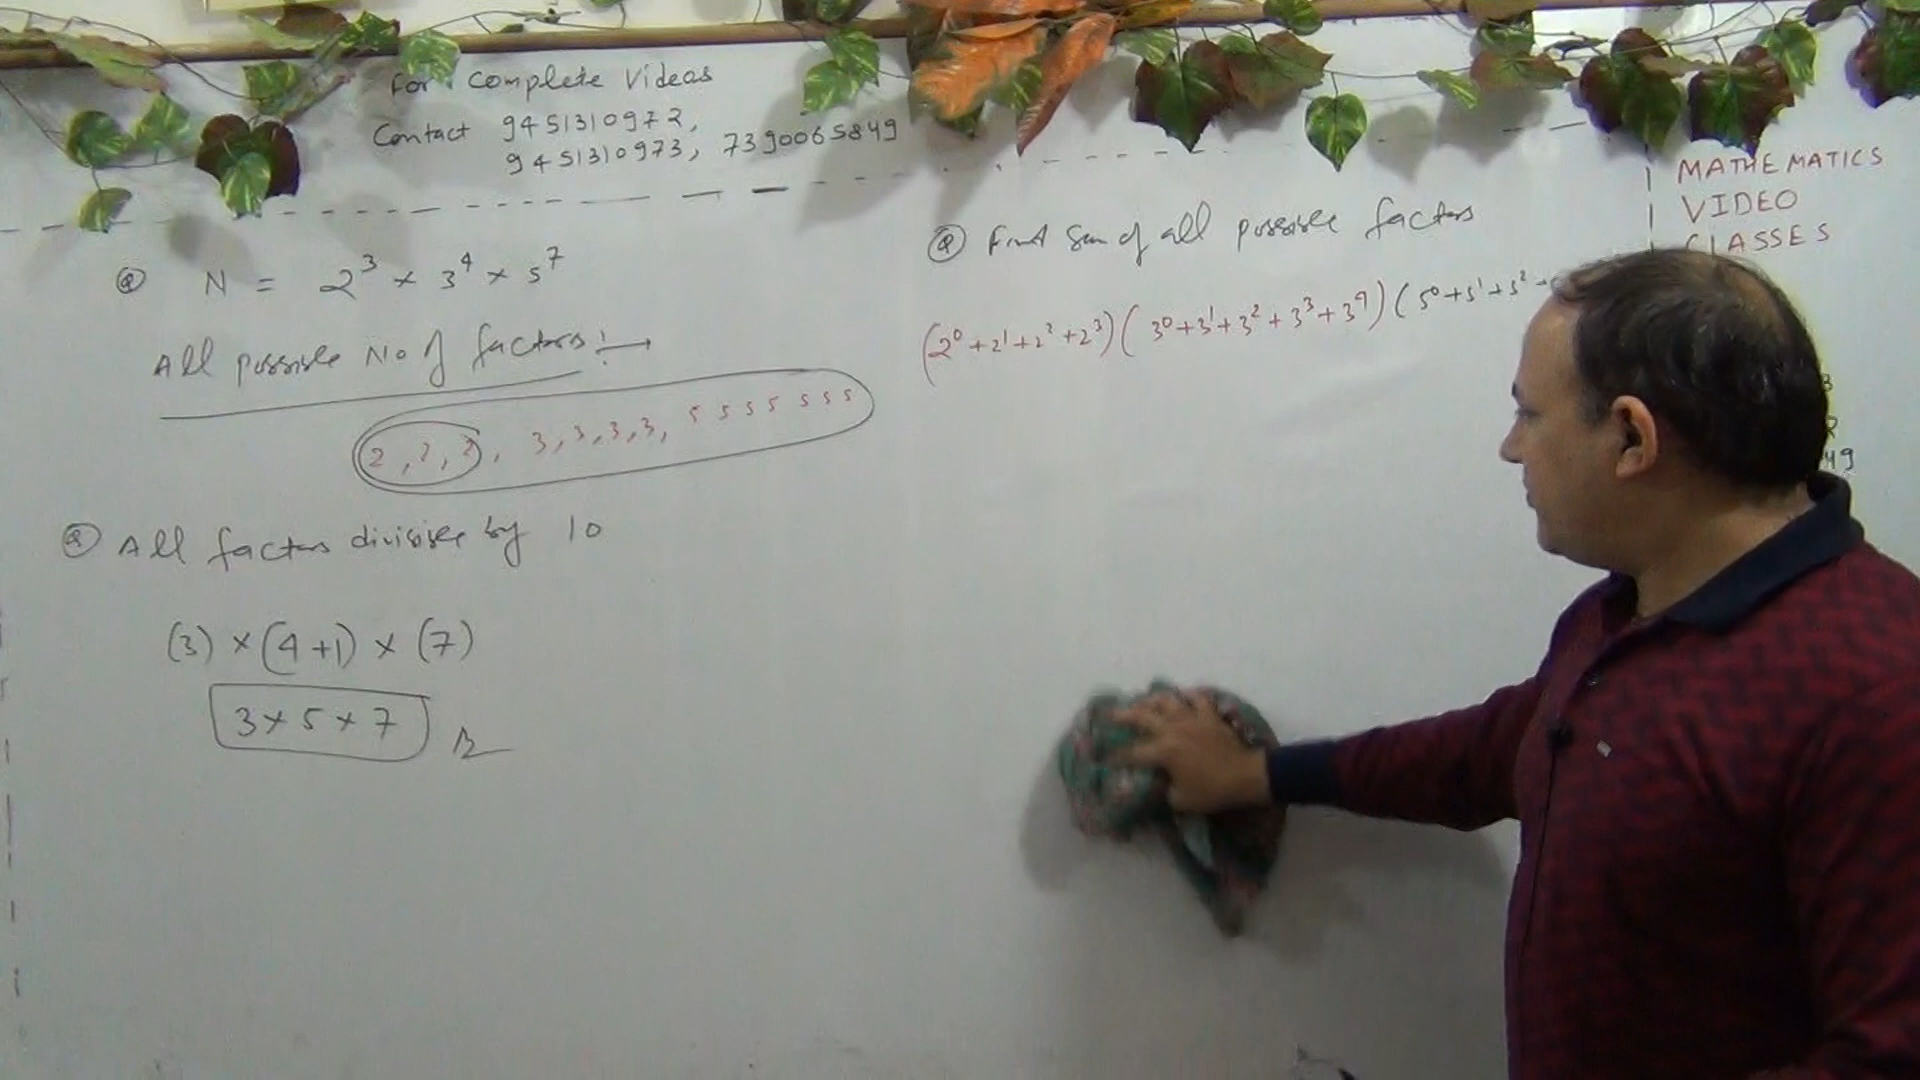 For Complete Videos
Contact 9451310972,
9451310973, 7390065849
Q N = 2³ × 3⁴ × 5⁷
All possible No of factors :→
2, 2, 2, 3, 3, 3, 3, 5 5 5 5 5 5 5
Q All factors divisible by 10
(3) × (4+1) × (7)
3 × 5 × 7
Q Find Sum of all possible factors
(2⁰ + 2¹ + 2² + 2³) ( 3⁰ + 3¹ + 3² + 3³ + 3⁴) ( 5⁰ + 5¹ + 5² +
MATHEMATICS
VIDEO
CLASSES
49